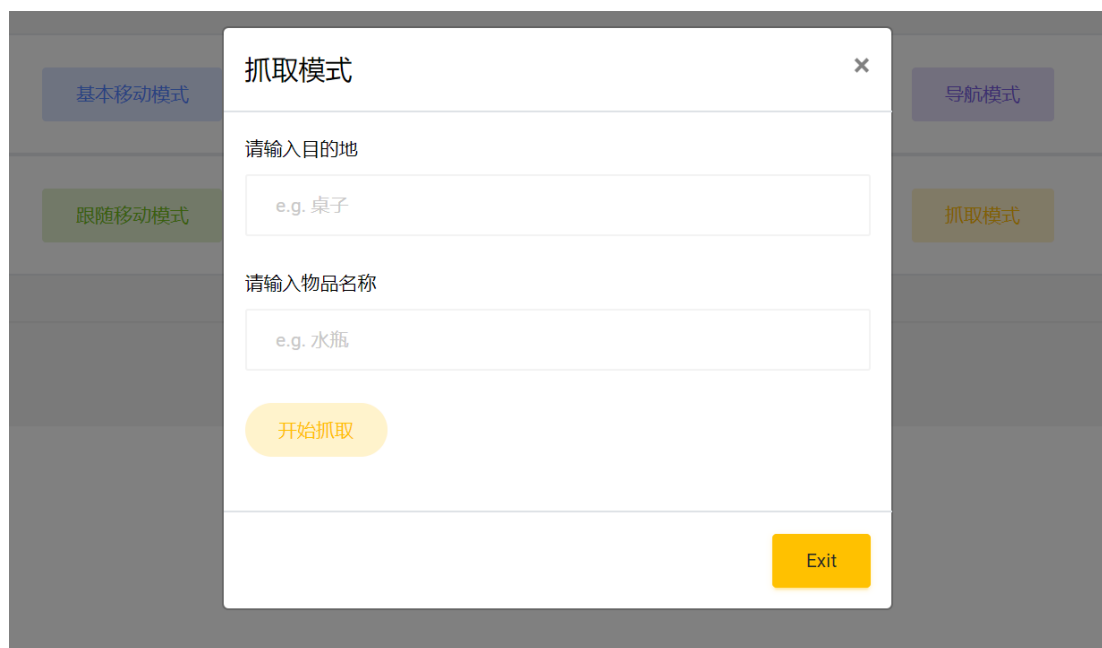 抓取模式
×
基本移动模式
导航模式
请输入目的地
e.g. 桌子
跟随移动模式
抓取模式
请输入物品名称
e.g. 水瓶
开始抓取
Exit